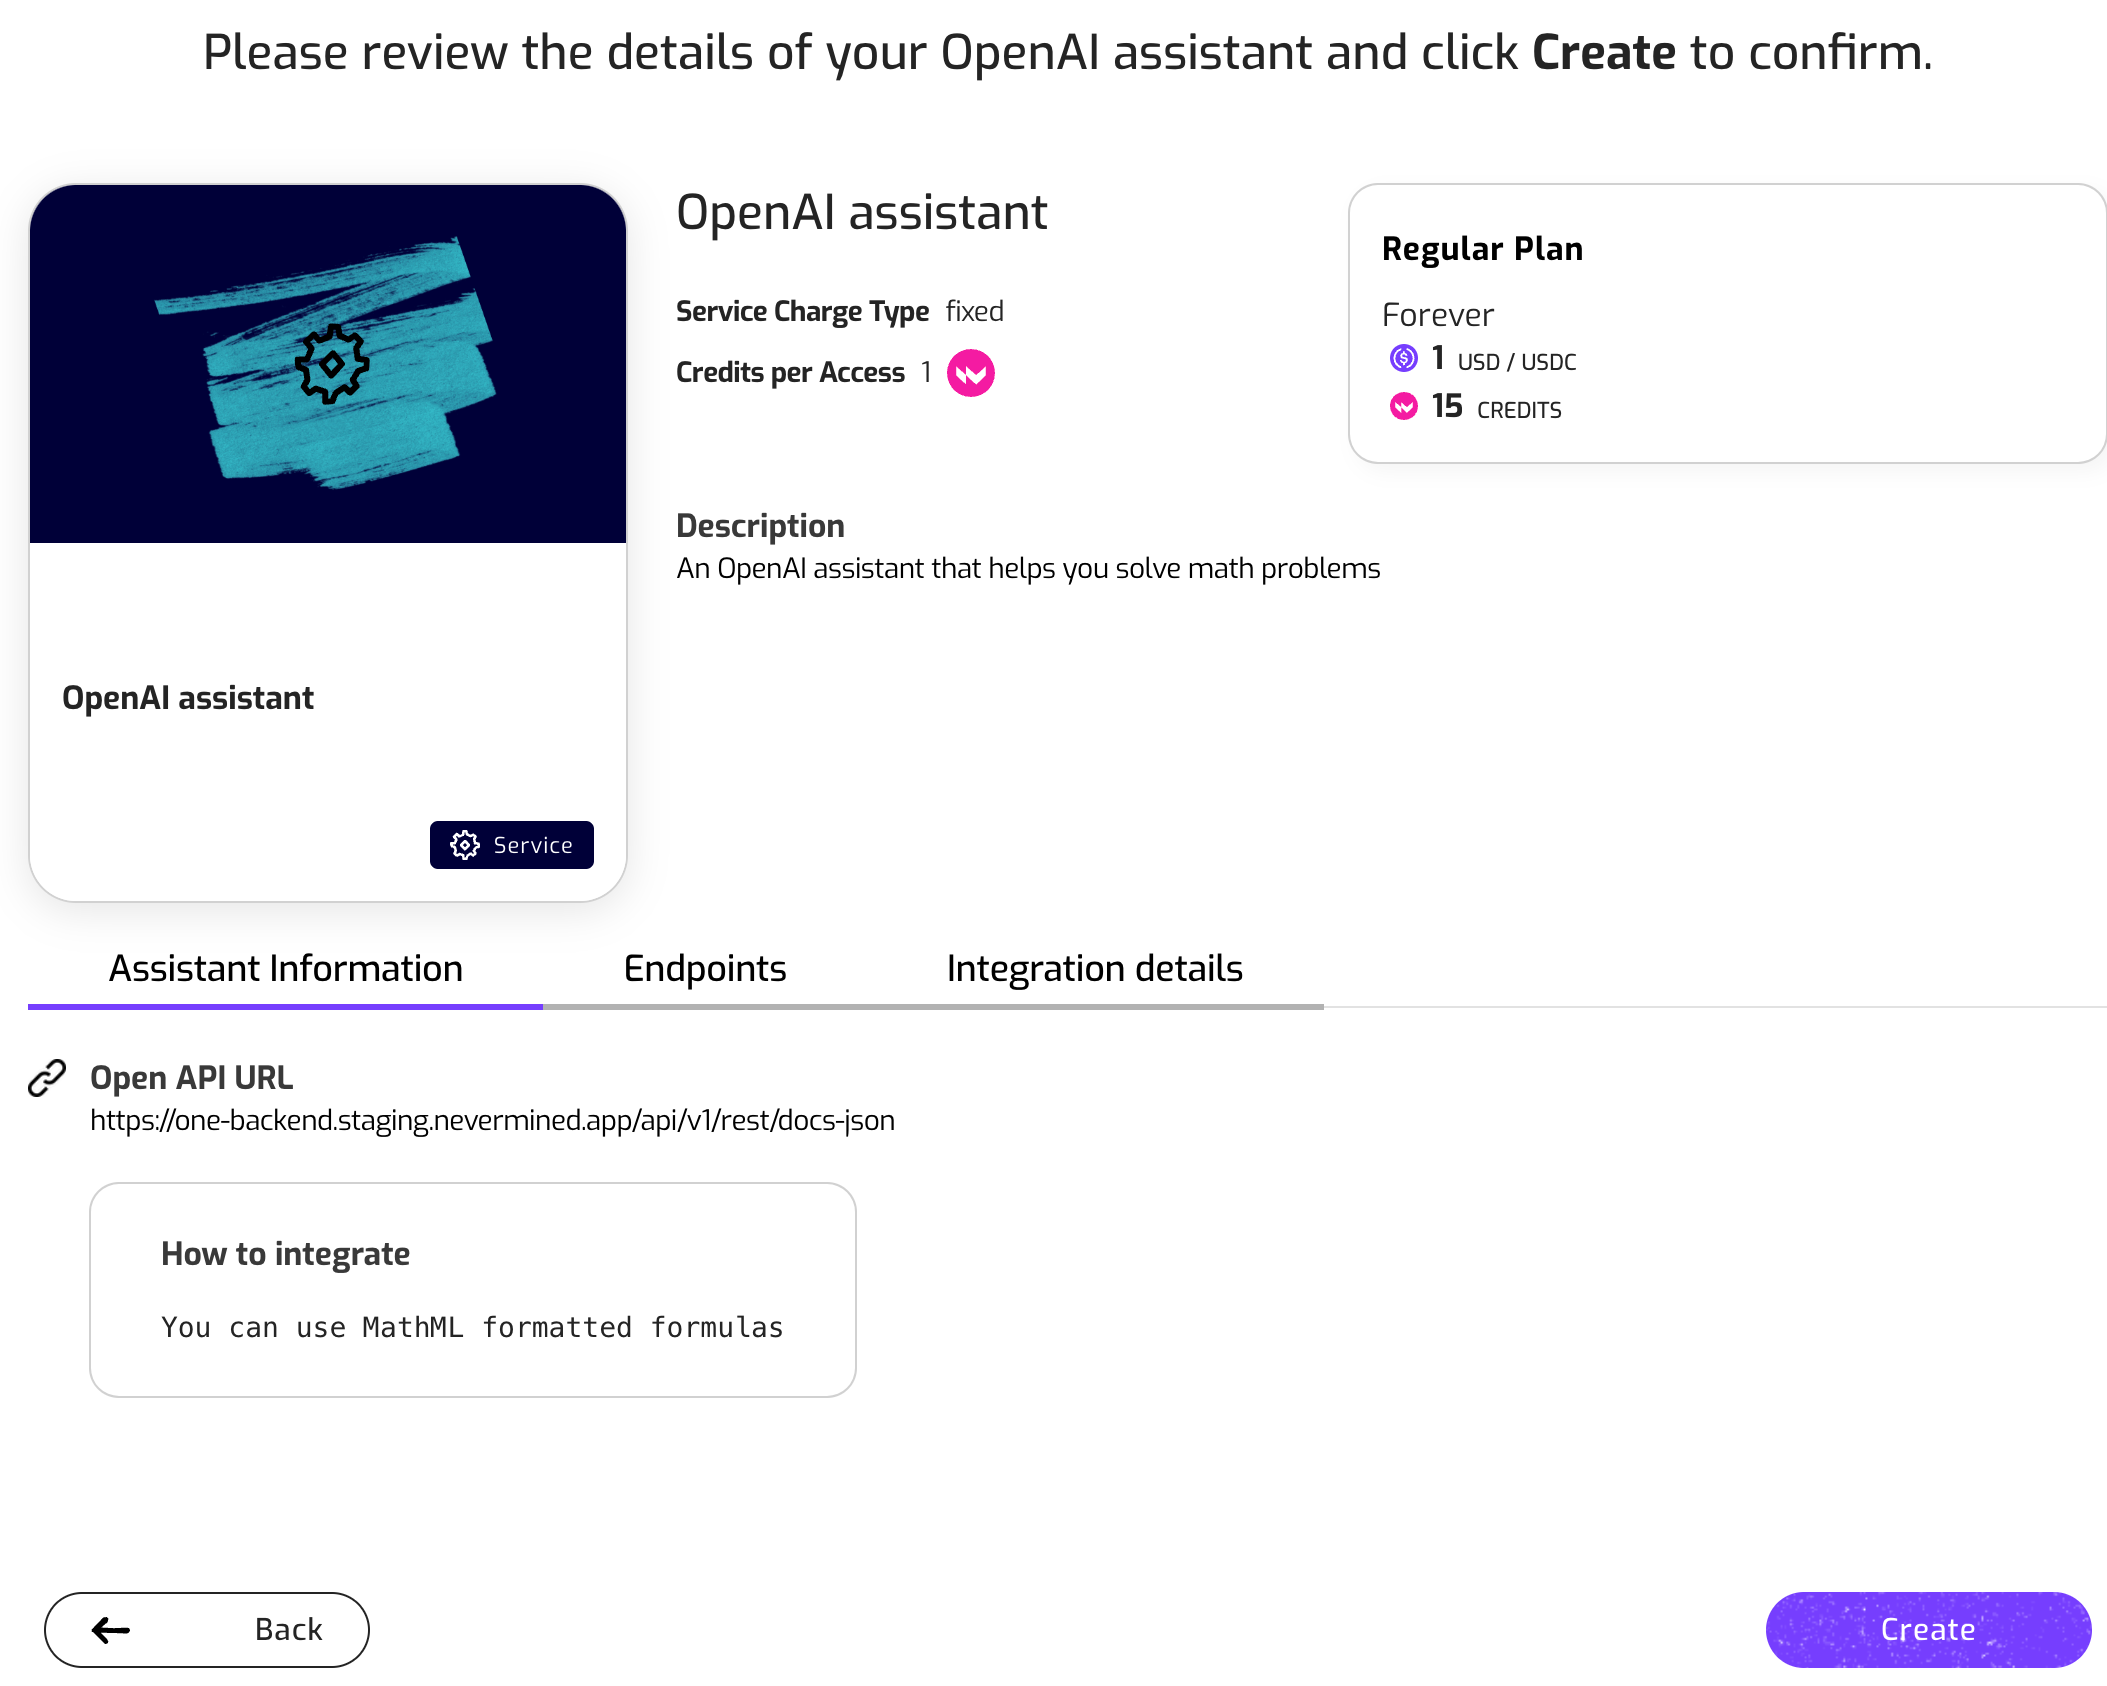 Please review the details of your OpenAI assistant and click Create to confirm.
OpenAI assistant
Service
OpenAI assistant
Service Charge Type fixed
Credits per Access 1
Description
An OpenAI assistant that helps you solve math problems
Regular Plan
Forever
1 USD / USDC
15 CREDITS
Assistant Information Endpoints Integration details
Open API URL
https://one-backend.staging.nevermined.app/api/v1/rest/docs-json
How to integrate
You can use MathML formatted formulas
Back Create